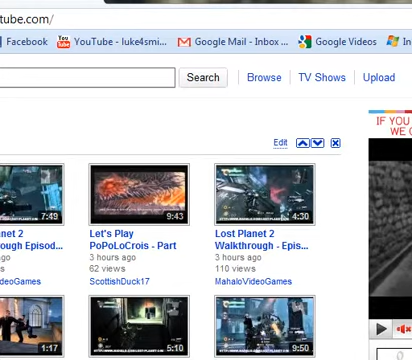 tube.com/
Facebook YouTube - luke4smi... Google Mail - Inbox ... Google Videos In
Search Browse TV Shows Upload
IF YOU
WE C
Edit
7:49 9:43 4:30
net 2 Let's Play Lost Planet 2
ough Episod... PoPoLoCrois - Part Walkthrough - Epis...
ago 3 hours ago 3 hours ago
s 62 views 110 views
deoGames ScottishDuck17 MahaloVideoGames
1:17 5:10 9:50